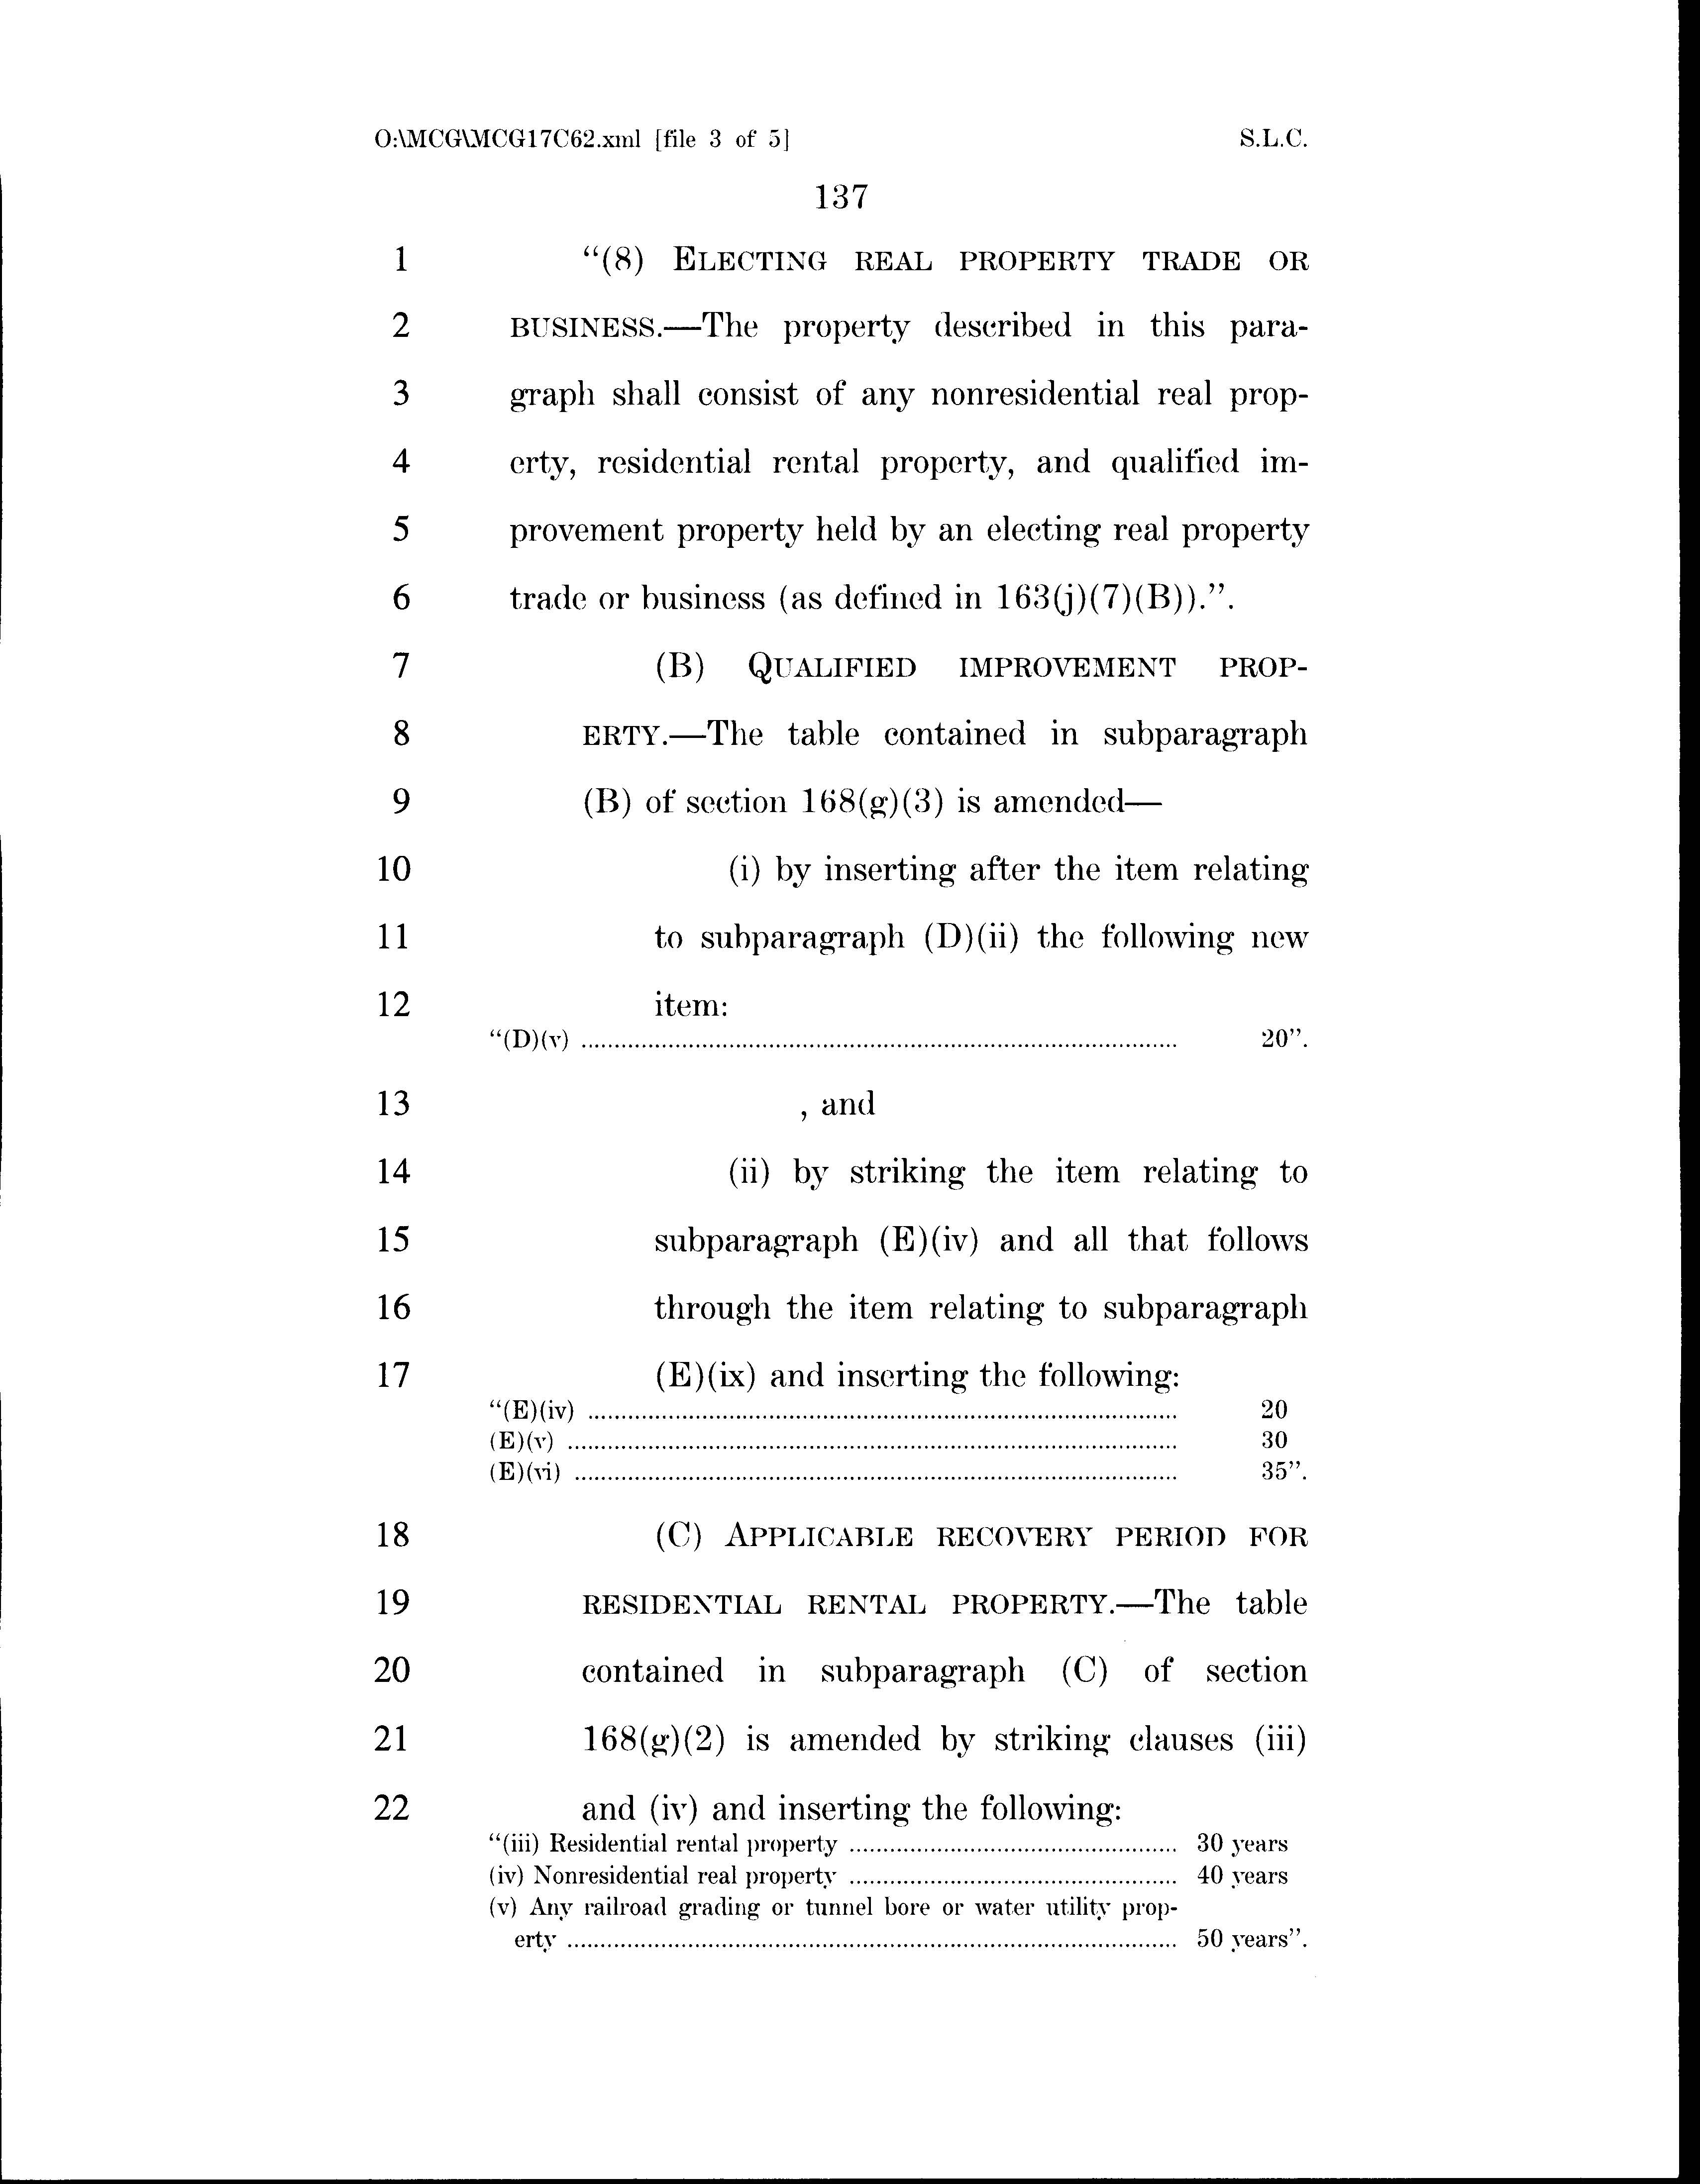 O:\MCG\MCG17C62.xml [file 3 of 5] S.L.C.
137
1 “(8) ELECTING REAL PROPERTY TRADE OR
2 BUSINESS.—The property described in this para-
3 graph shall consist of any nonresidential real prop-
4 erty, residential rental property, and qualified im-
5 provement property held by an electing real property
6 trade or business (as defined in 163(j)(7)(B)).”.
7 (B) QUALIFIED IMPROVEMENT PROP-
8 ERTY.—The table contained in subparagraph
9 (B) of section 168(g)(3) is amended—
10 (i) by inserting after the item relating
11 to subparagraph (D)(ii) the following new
12 item:
“(D)(v) .......... 20”.
13 , and
14 (ii) by striking the item relating to
15 subparagraph (E)(iv) and all that follows
16 through the item relating to subparagraph
17 (E)(ix) and inserting the following:
“(E)(iv) .......... 20
(E)(v) .......... 30
(E)(vi) .......... 35”.
18 (C) APPLICABLE RECOVERY PERIOD FOR
19 RESIDENTIAL RENTAL PROPERTY.—The table
20 contained in subparagraph (C) of section
21 168(g)(2) is amended by striking clauses (iii)
22 and (iv) and inserting the following:
“(iii) Residential rental property .......... 30 years
(iv) Nonresidential real property .......... 40 years
(v) Any railroad grading or tunnel bore or water utility prop-
erty .......... 50 years”.